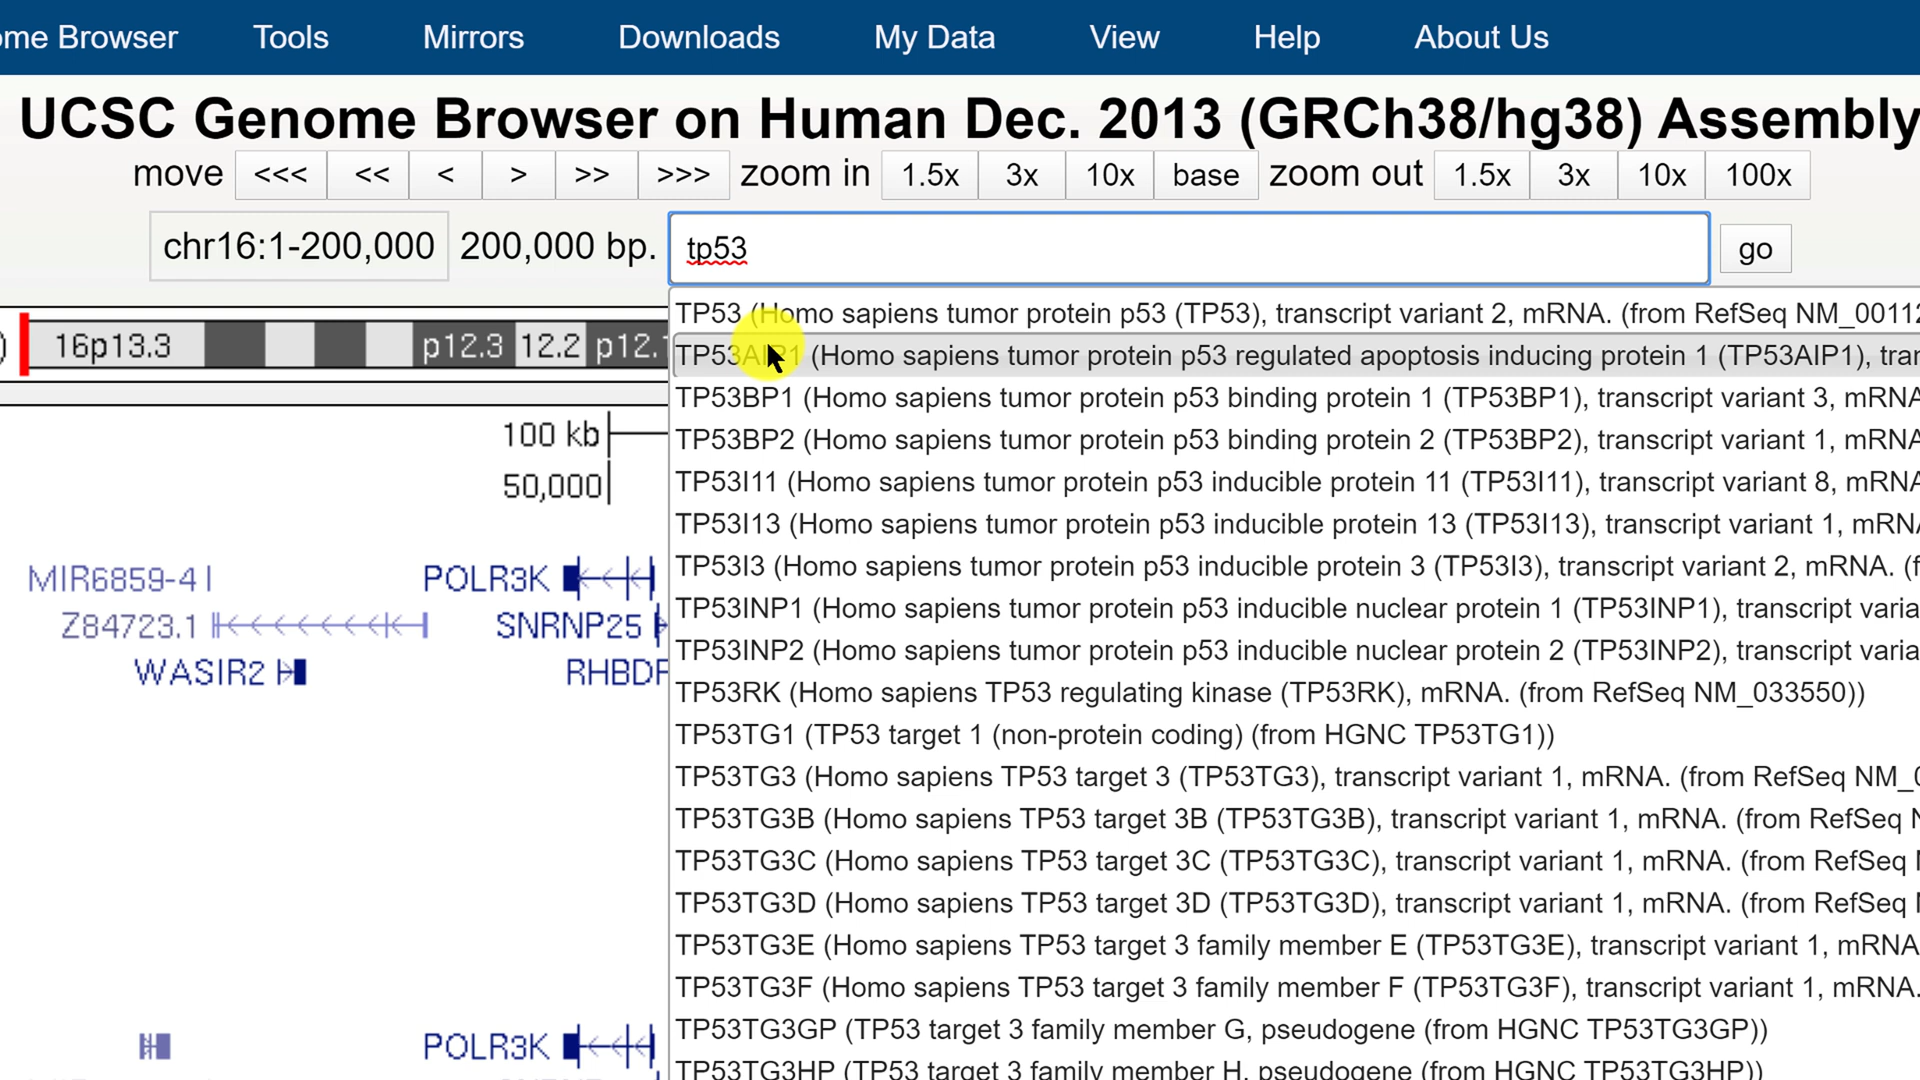 ome Browser Tools Mirrors Downloads My Data View Help About Us
UCSC Genome Browser on Human Dec. 2013 (GRCh38/hg38) Assembly
move <<< << < > >> >>> zoom in 1.5x 3x 10x base zoom out 1.5x 3x 10x 100x
chr16:1-200,000 200,000 bp. tp53 go
) 16p13.3 p12.3 12.2 p12.1
TP53 (Homo sapiens tumor protein p53 (TP53), transcript variant 2, mRNA. (from RefSeq NM_00112
TP53AIP1 (Homo sapiens tumor protein p53 regulated apoptosis inducing protein 1 (TP53AIP1), tran
TP53BP1 (Homo sapiens tumor protein p53 binding protein 1 (TP53BP1), transcript variant 3, mRNA
TP53BP2 (Homo sapiens tumor protein p53 binding protein 2 (TP53BP2), transcript variant 1, mRNA
TP53I11 (Homo sapiens tumor protein p53 inducible protein 11 (TP53I11), transcript variant 8, mRNA
TP53I13 (Homo sapiens tumor protein p53 inducible protein 13 (TP53I13), transcript variant 1, mRNA
TP53I3 (Homo sapiens tumor protein p53 inducible protein 3 (TP53I3), transcript variant 2, mRNA. (f
TP53INP1 (Homo sapiens tumor protein p53 inducible nuclear protein 1 (TP53INP1), transcript varia
TP53INP2 (Homo sapiens tumor protein p53 inducible nuclear protein 2 (TP53INP2), transcript varia
TP53RK (Homo sapiens TP53 regulating kinase (TP53RK), mRNA. (from RefSeq NM_033550))
TP53TG1 (TP53 target 1 (non-protein coding) (from HGNC TP53TG1))
TP53TG3 (Homo sapiens TP53 target 3 (TP53TG3), transcript variant 1, mRNA. (from RefSeq NM_0
TP53TG3B (Homo sapiens TP53 target 3B (TP53TG3B), transcript variant 1, mRNA. (from RefSeq N
TP53TG3C (Homo sapiens TP53 target 3C (TP53TG3C), transcript variant 1, mRNA. (from RefSeq N
TP53TG3D (Homo sapiens TP53 target 3D (TP53TG3D), transcript variant 1, mRNA. (from RefSeq N
TP53TG3E (Homo sapiens TP53 target 3 family member E (TP53TG3E), transcript variant 1, mRNA
TP53TG3F (Homo sapiens TP53 target 3 family member F (TP53TG3F), transcript variant 1, mRNA.
TP53TG3GP (TP53 target 3 family member G, pseudogene (from HGNC TP53TG3GP))
TP53TG3HP (TP53 target 3 family member H, pseudogene (from HGNC TP53TG3HP))
100 kb
50,000
MIR6859-4 POLR3K
Z84723.1 SNRNP25
WASIR2 RHBDF
POLR3K